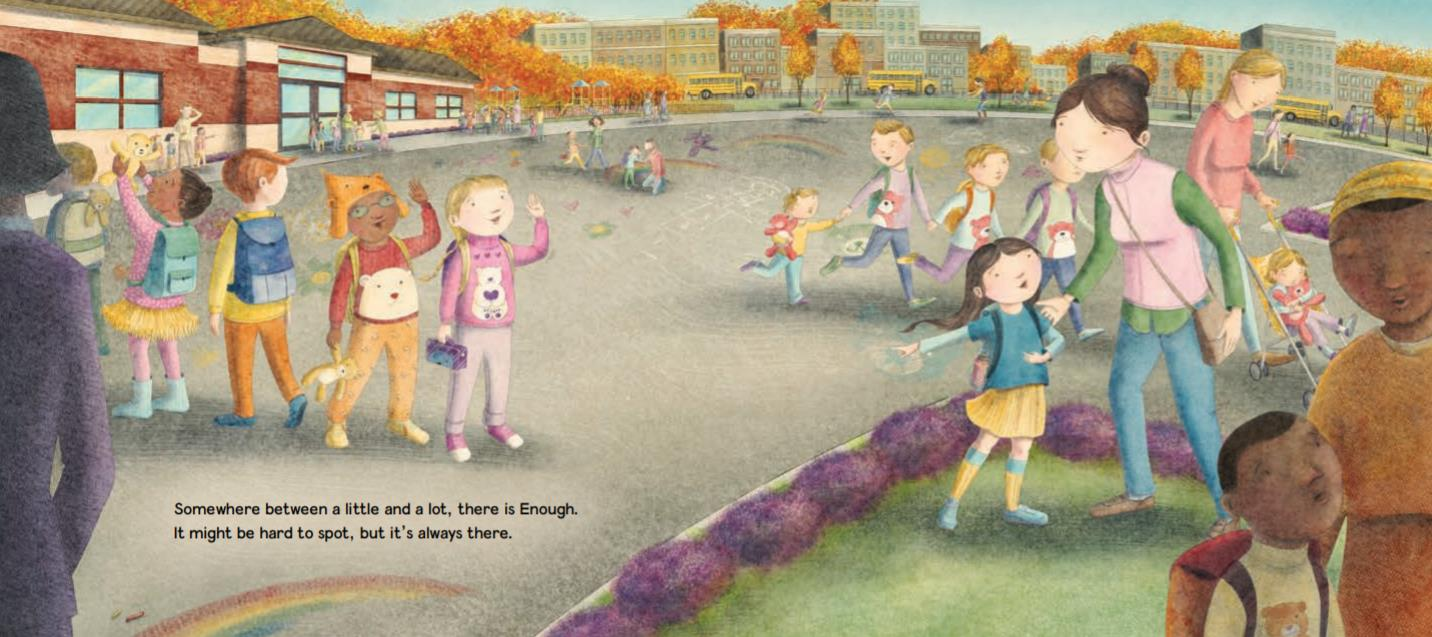 Somewhere between a little and a lot, there is Enough.
It might be hard to spot, but it's always there.